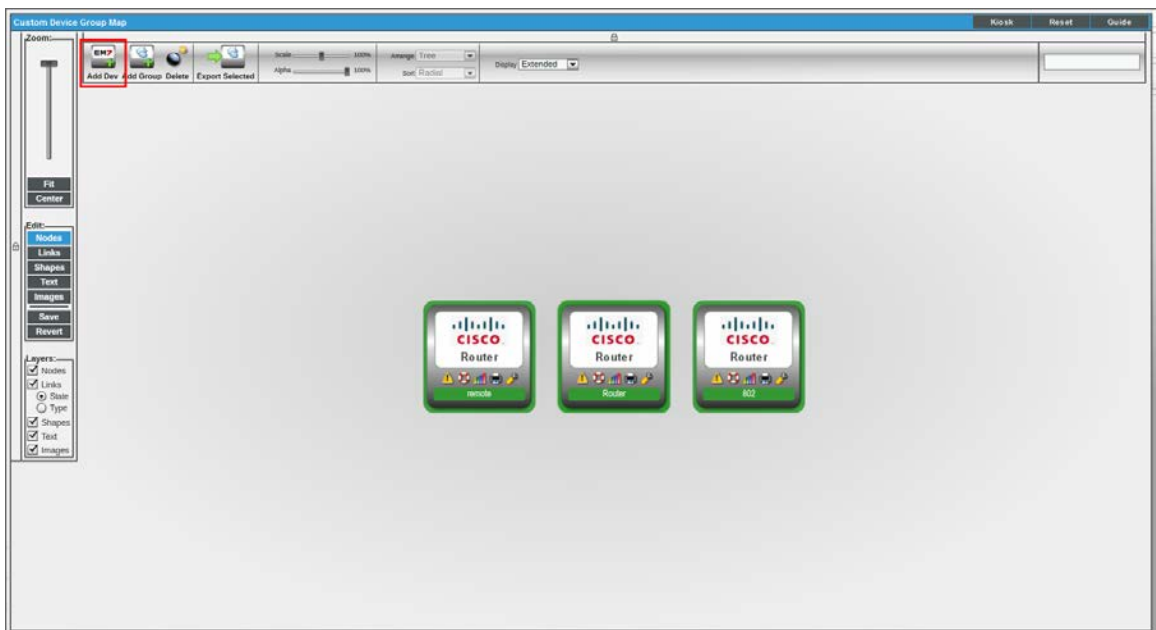 Custom Device Group Map
Kiosk Reset Guide
Zoom:
EM7
Add Dev Add Group Delete Export Selected
Scale 100%
Alpha 100%
Arrange Tree
Sort Radial
Display Extended
Fit
Center
Edit:
Nodes
Links
Shapes
Text
Images
Save
Revert
Layers:
Nodes
Links
State
Type
Shapes
Text
Images
CISCO
Router
remote
CISCO
Router
Router
CISCO
Router
602